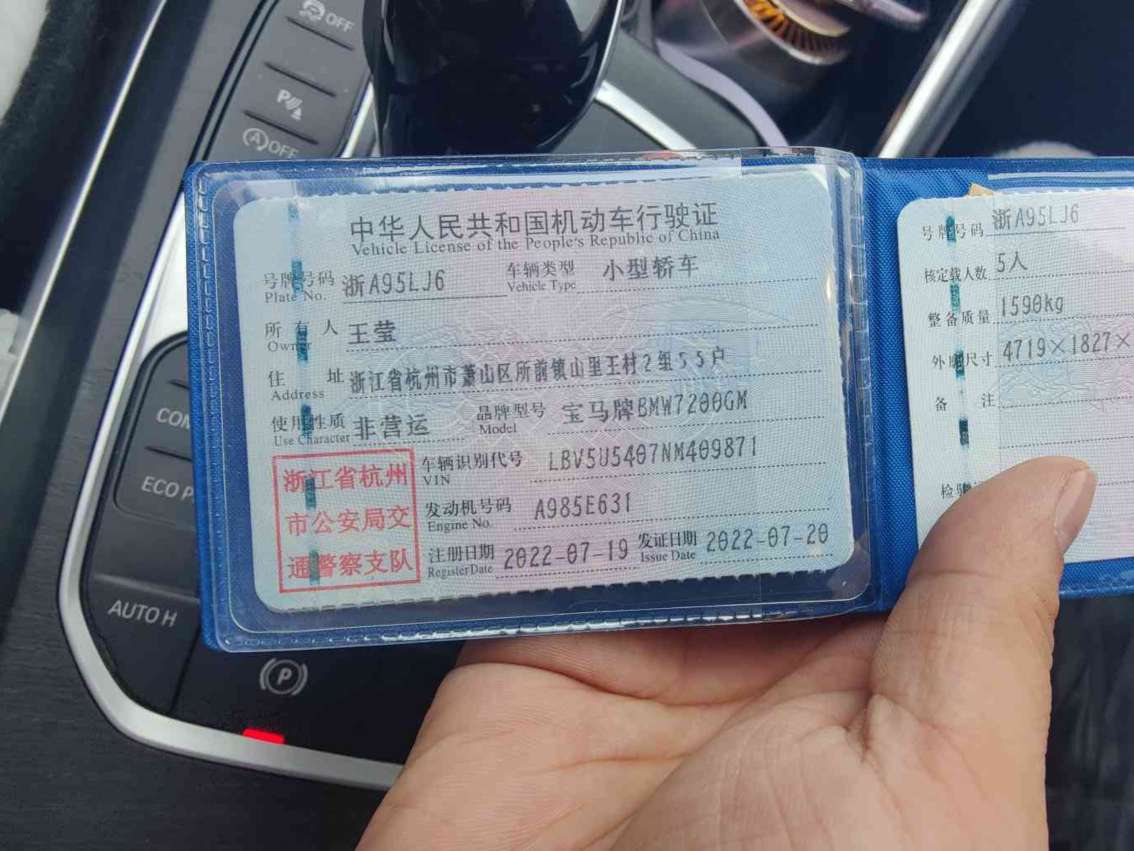 OFF
P
A OFF
COM
ECO P
AUTO H
P
中华人民共和国机动车行驶证
Vehicle License of the People's Republic of China
号牌号码 浙A95LJ6 车辆类型 小型轿车
Plate No. Vehicle Type
所有人 王莹
Owner
住址 浙江省杭州市萧山区所前镇山里王村2组55户
Address
使用性质 非营运 品牌型号 宝马牌BMW7200GM
Use Character Model
车辆识别代号 LBV5U5407NM409871
VIN
发动机号码 A985E631
Engine No.
注册日期 2022-07-19 发证日期 2022-07-20
Register Date Issue Date
浙江省杭州
市公安局交
通警察支队
号牌号码 浙A95LJ6
核定载人数 5人
整备质量 1590kg
外廓尺寸 4719×1827×
备注
检验